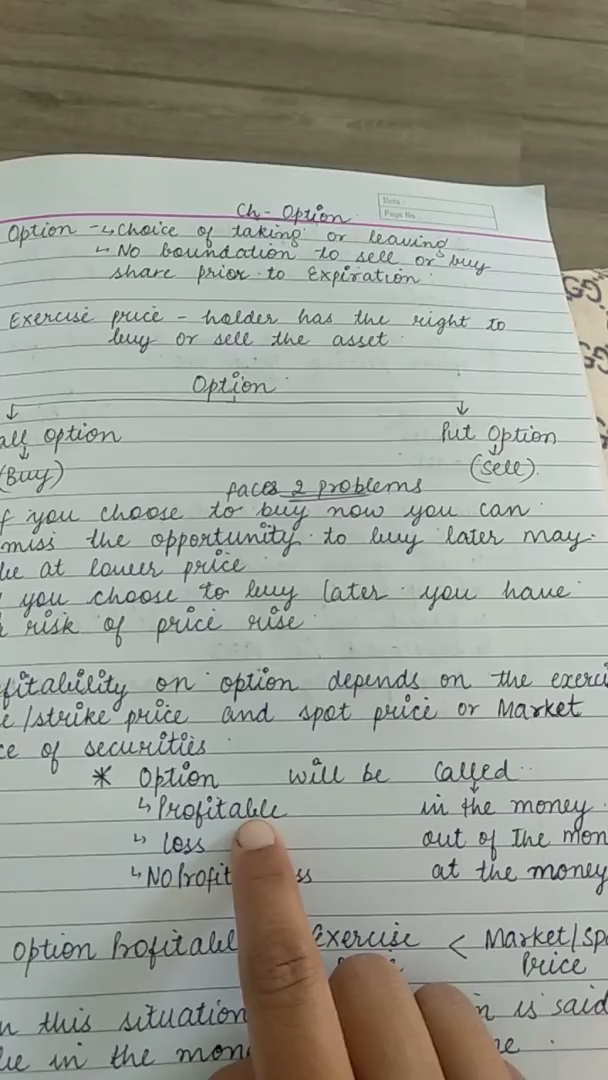 Date
Page No.
Ch- Option
Option - ↳ Choice of taking or leaving
↳ No boundation to sell or buy
share prior to Expiration
Exercise price - holder has the right to
buy or sell the asset
Option
↓ ↓
all option Put Option
↓ ↓
(Buy) (Sell).
faces 2 problems
f you choose to buy now you can
miss the opportunity to buy later may
be at lower price
you choose to buy later you have
risk of price rise
fitability on option depends on the exerci
e/strike price and spot price or Market
ce of securities
* Option will be called
↳ Profitable in the money
↳ loss out of The mon
↳ No Profit ss at the money
Option Profitabl Exercise < Market/Spo
Price
n this situation n is said
be in the mon